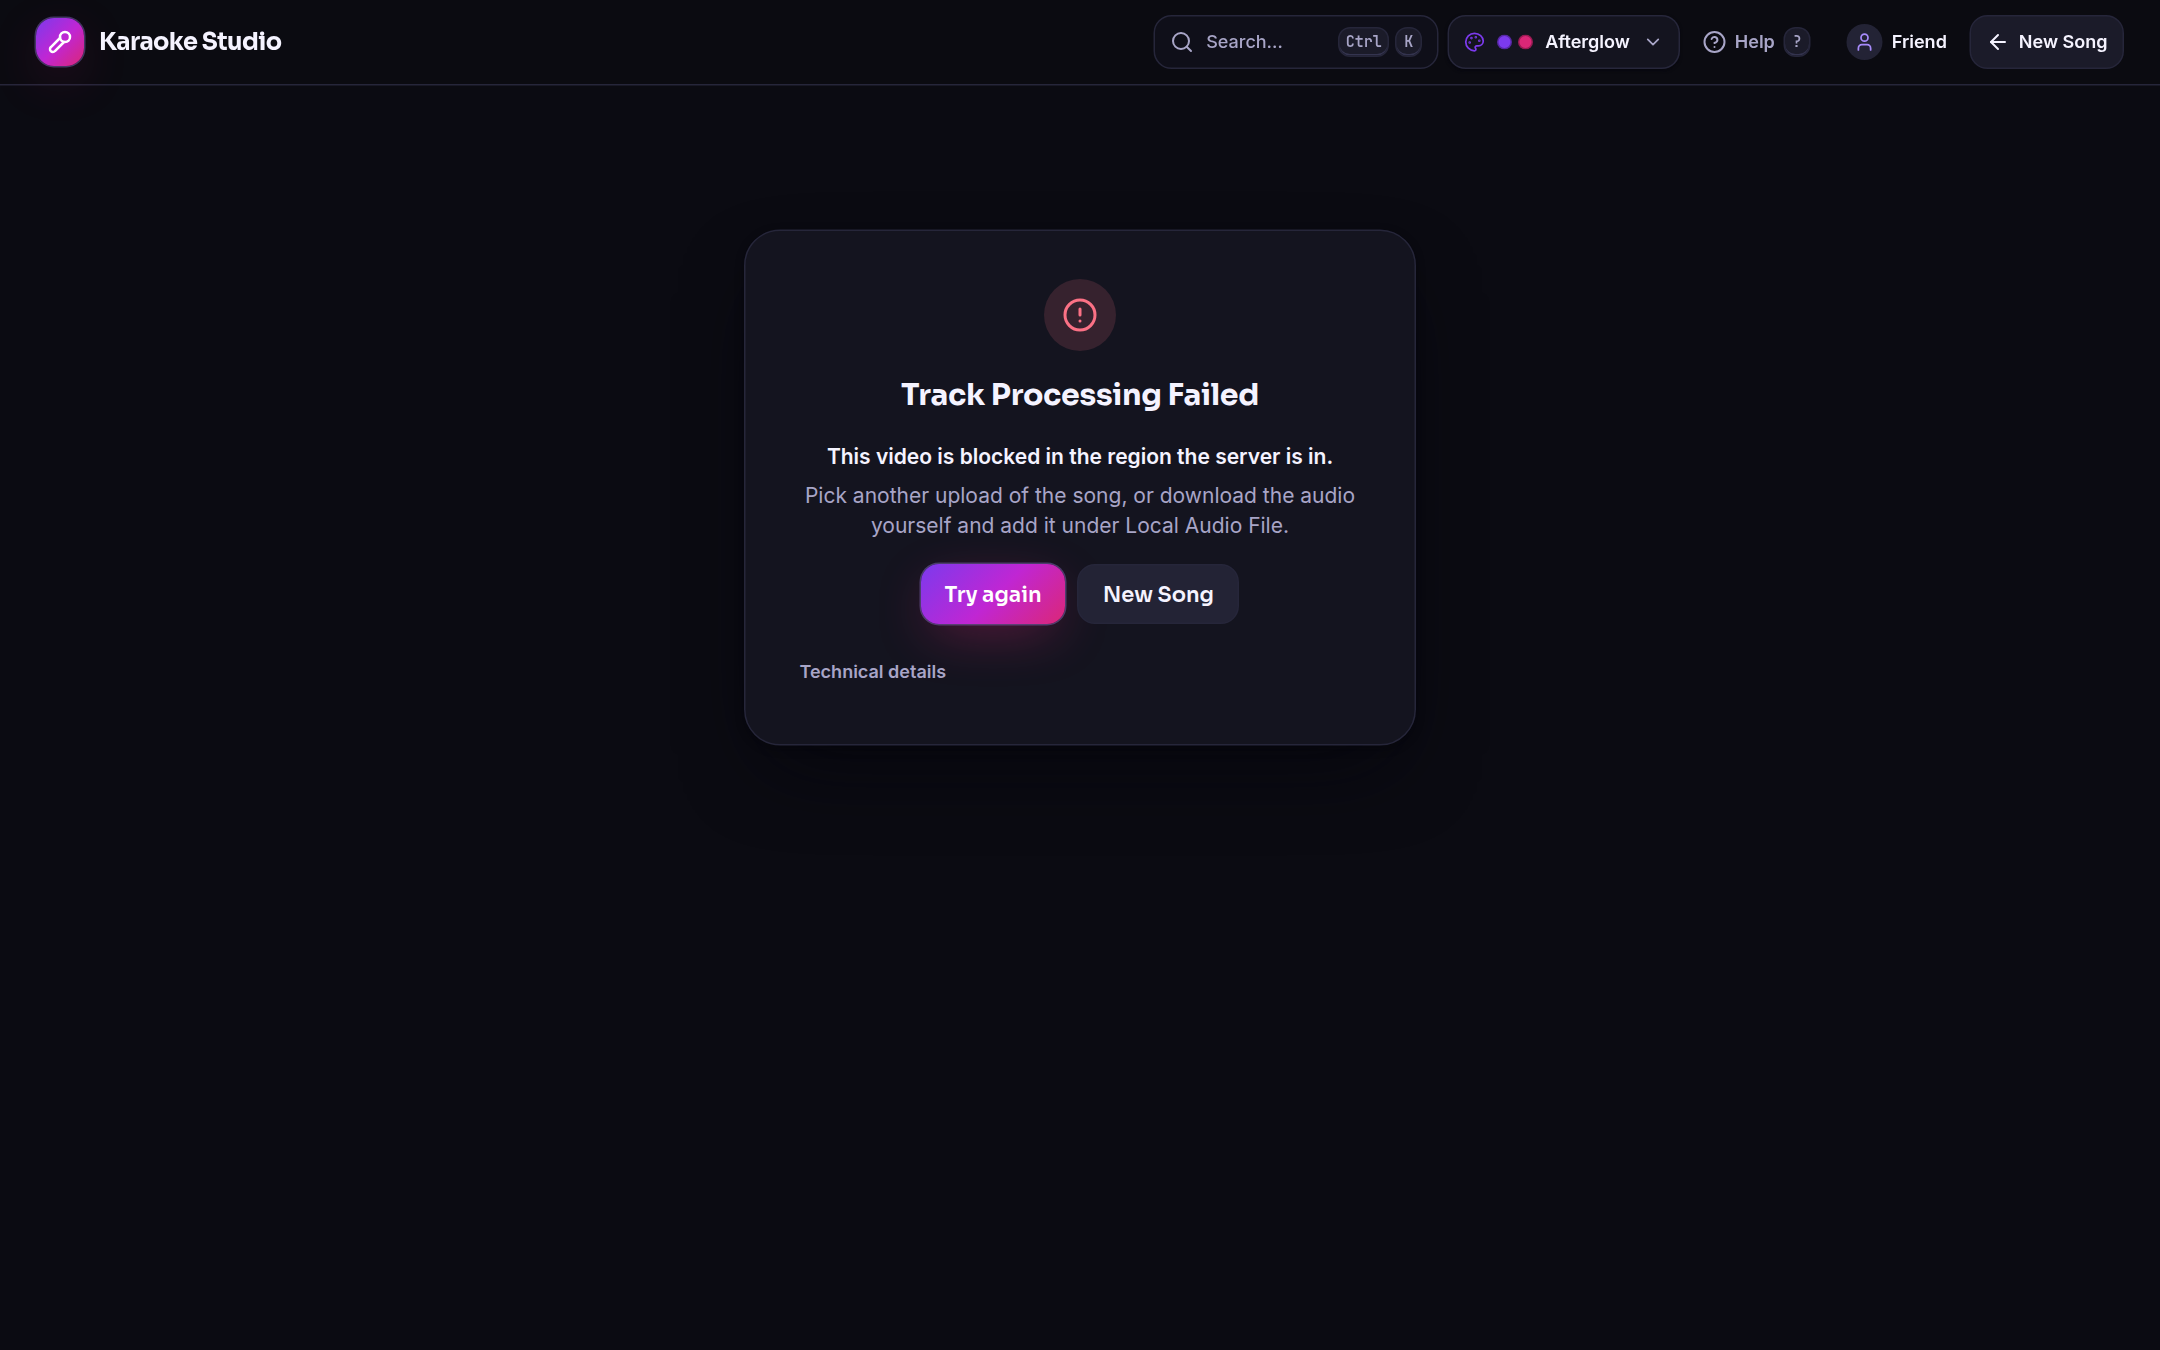 Karaoke Studio
Search...
Ctrl K
Afterglow
Help ?
Friend
New Song
Track Processing Failed
This video is blocked in the region the server is in.
Pick another upload of the song, or download the audio
yourself and add it under Local Audio File.
Try again
New Song
Technical details